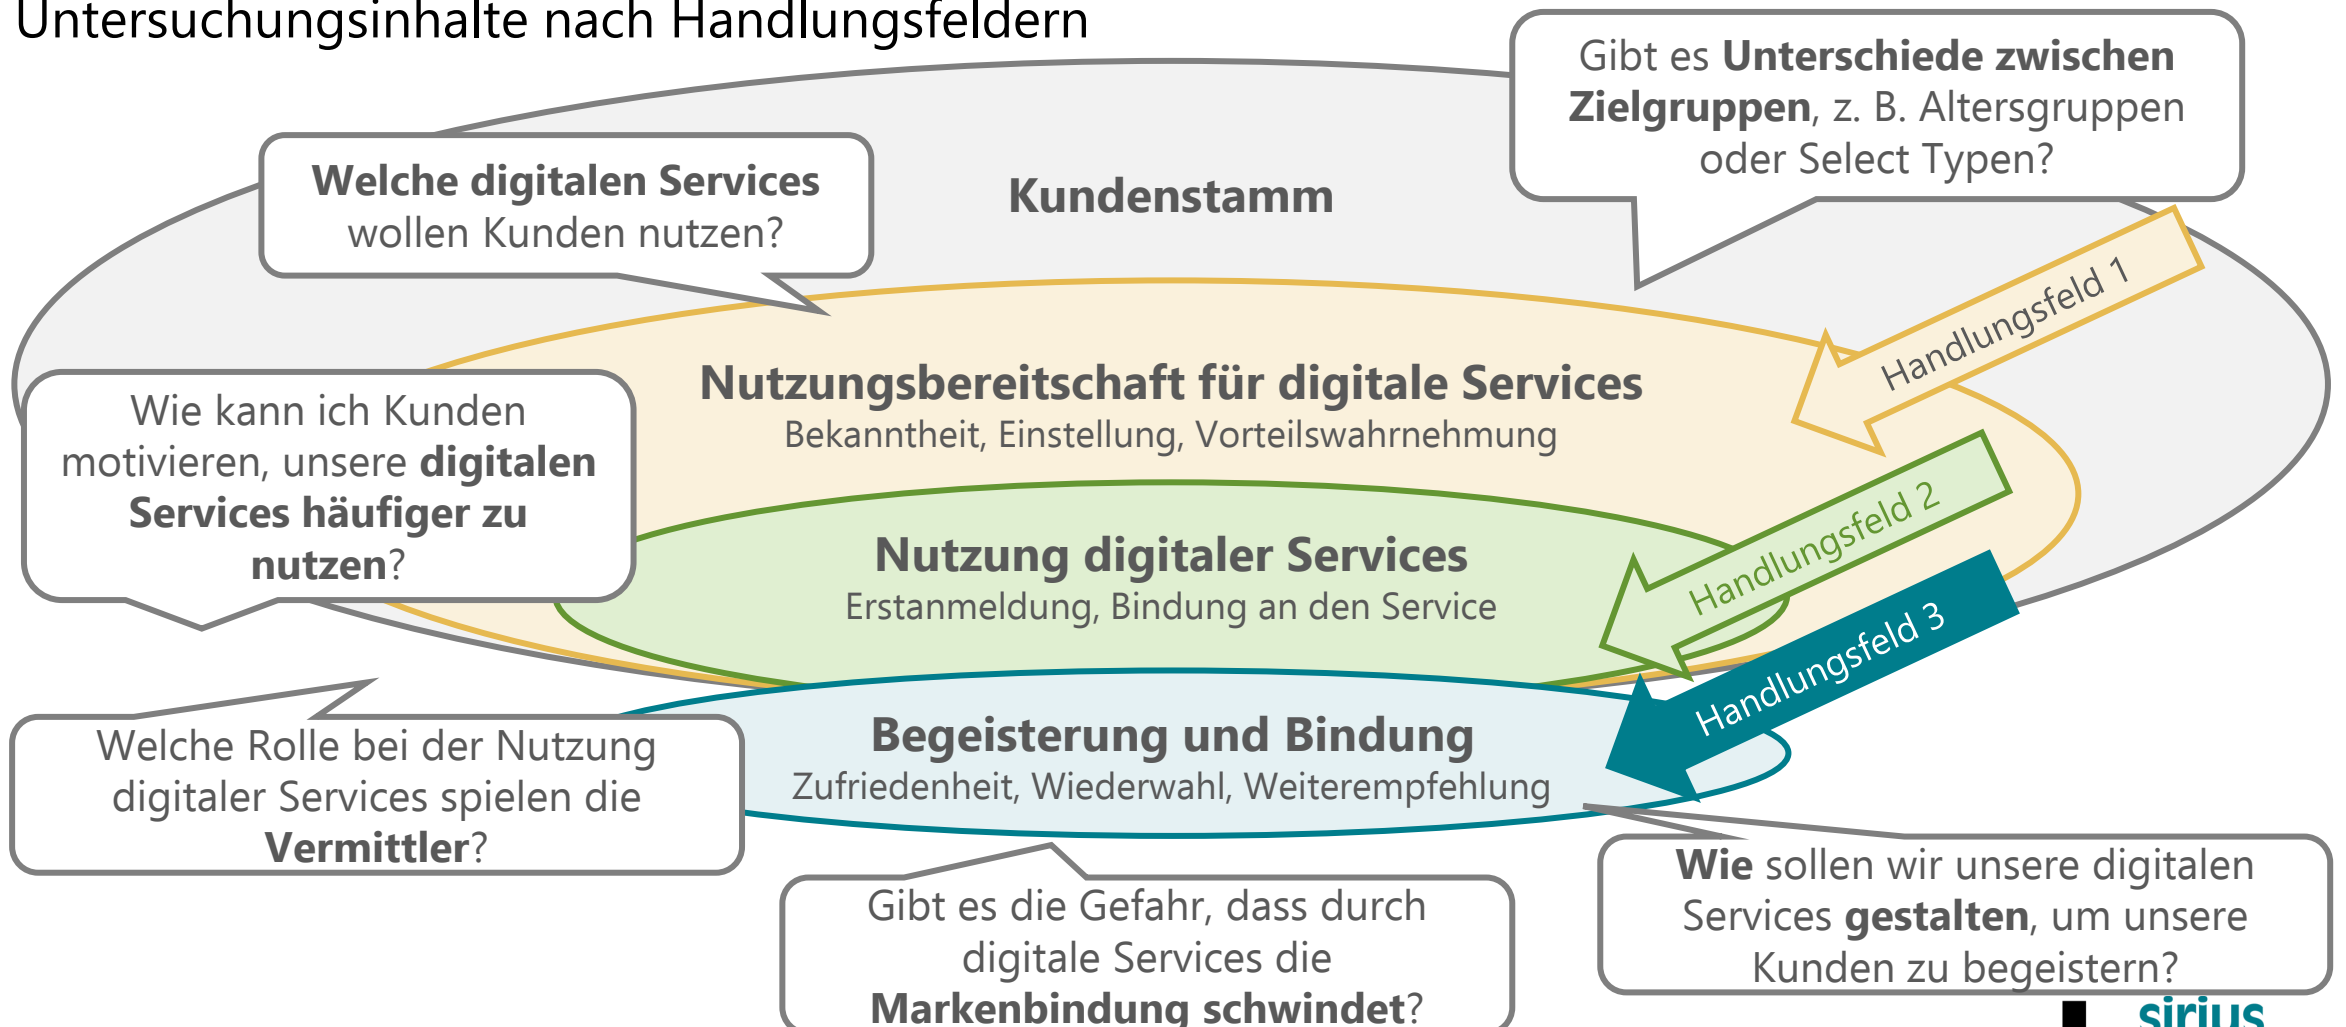 Untersuchungsinhalte nach Handlungsfeldern
Gibt es Unterschiede zwischen
Zielgruppen, z. B. Altersgruppen
oder Select Typen?
Welche digitalen Services
wollen Kunden nutzen?
Kundenstamm
Handlungsfeld 1
Nutzungsbereitschaft für digitale Services
Bekanntheit, Einstellung, Vorteilswahrnehmung
Wie kann ich Kunden
motivieren, unsere digitalen
Services häufiger zu
nutzen?
Handlungsfeld 2
Nutzung digitaler Services
Erstanmeldung, Bindung an den Service
Handlungsfeld 3
Begeisterung und Bindung
Zufriedenheit, Wiederwahl, Weiterempfehlung
Welche Rolle bei der Nutzung
digitaler Services spielen die
Vermittler?
Gibt es die Gefahr, dass durch
digitale Services die
Markenbindung schwindet?
Wie sollen wir unsere digitalen
Services gestalten, um unsere
Kunden zu begeistern?
sirius